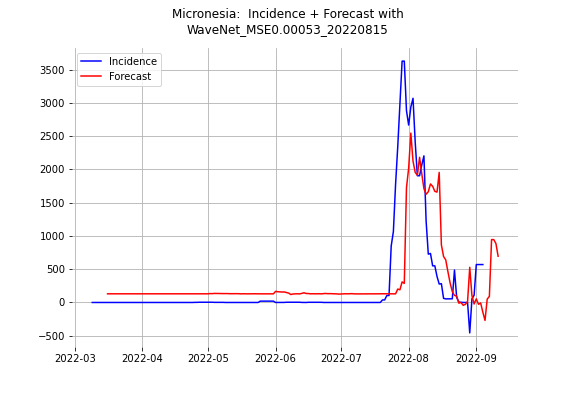 Micronesia:  Incidence + Forecast with
WaveNet_MSE0.00053_20220815
Incidence
Forecast
3500
3000
2500
2000
1500
1000
500
0
−500
2022-03 2022-04 2022-05 2022-06 2022-07 2022-08 2022-09